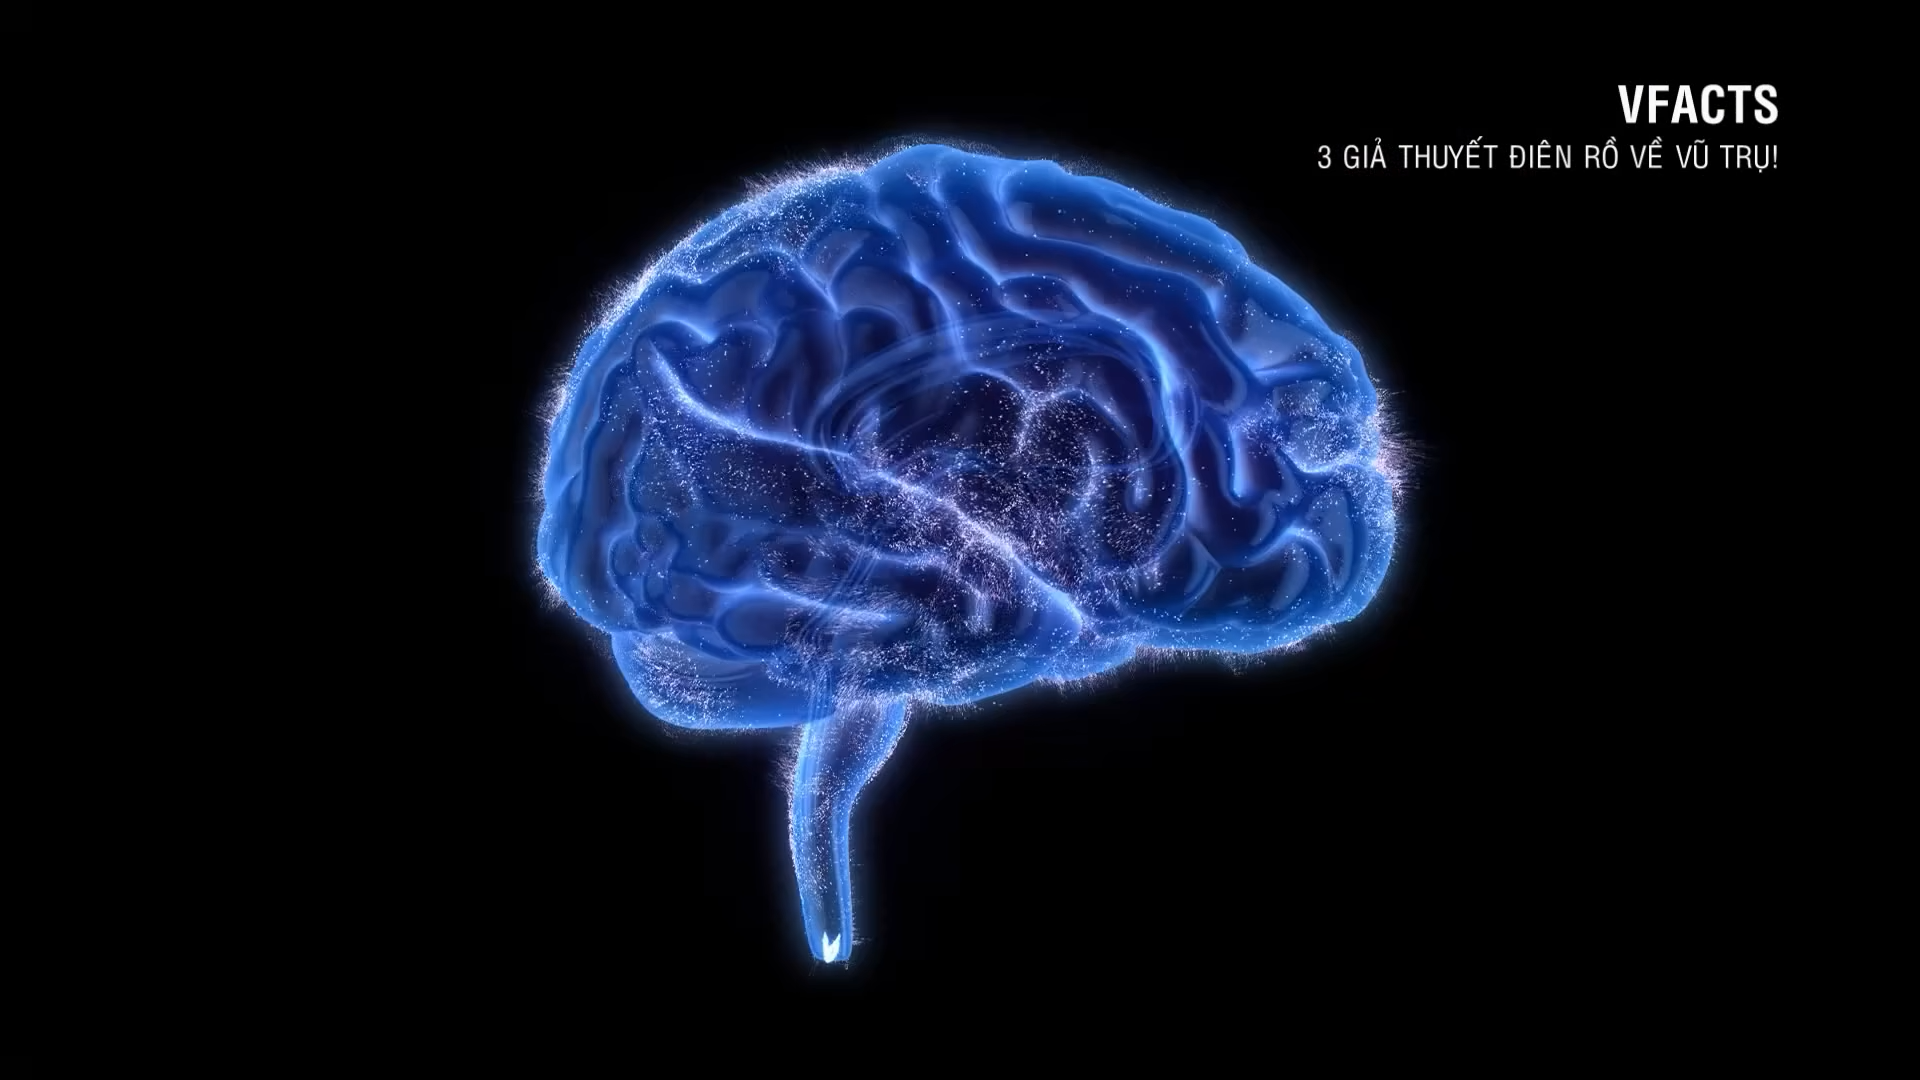 VFACTS
3 GIẢ THUYẾT ĐIÊN RỒ VỀ VŨ TRỤ!